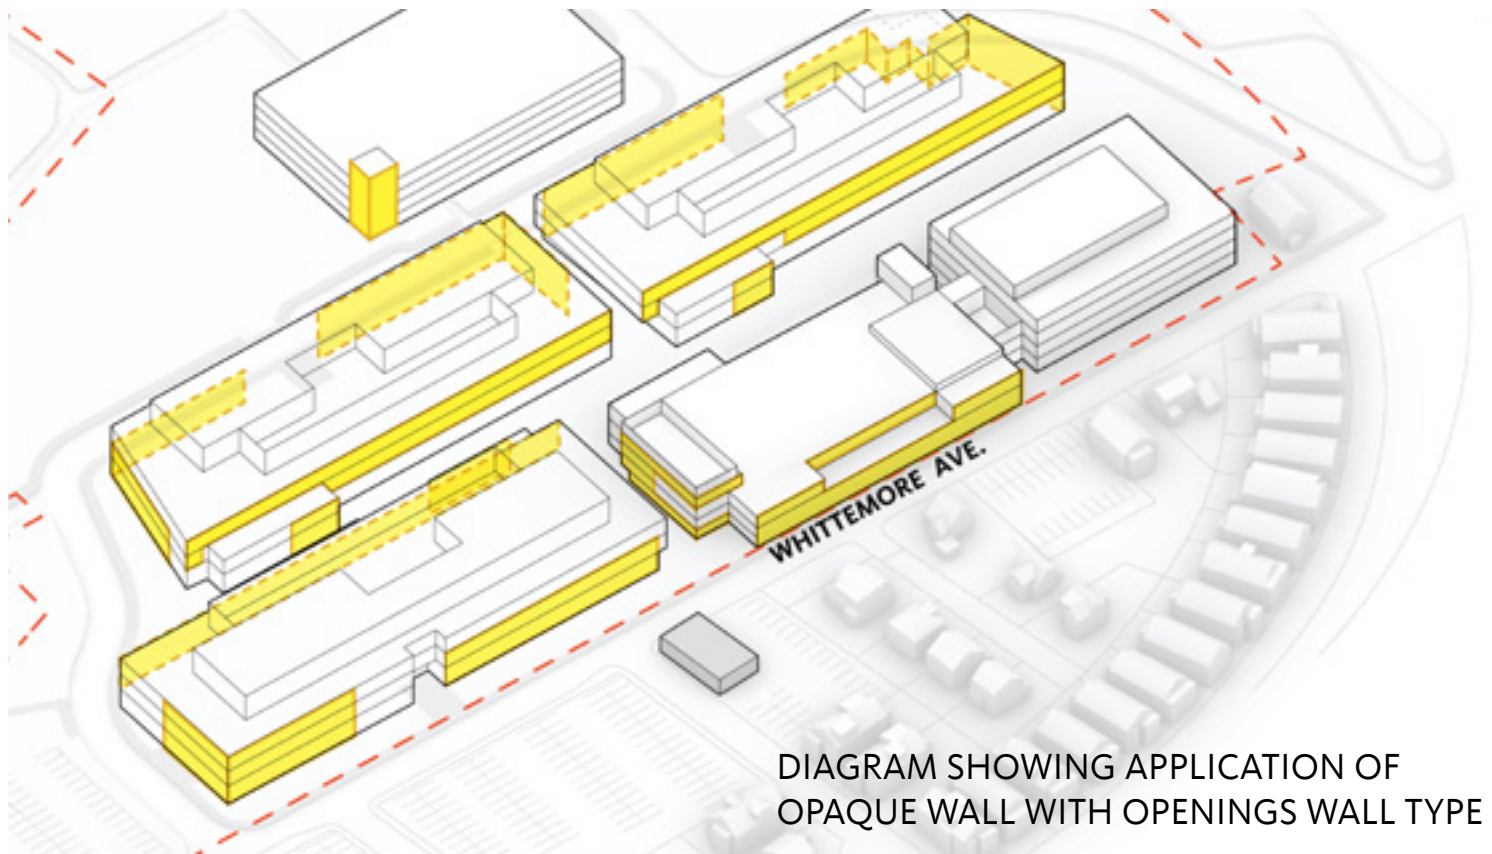 WHITTEMORE AVE.
DIAGRAM SHOWING APPLICATION OF
OPAQUE WALL WITH OPENINGS WALL TYPE